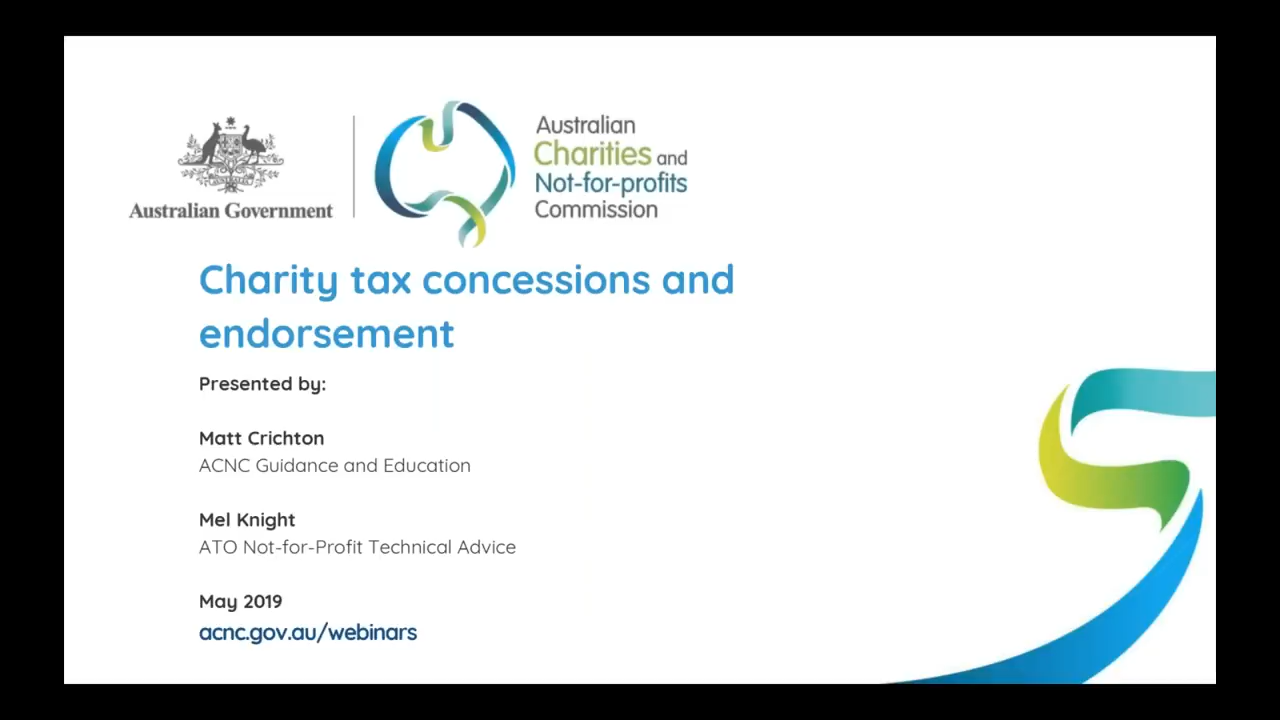 Australian Government
Australian
Charities and
Not-for-profits
Commission
Charity tax concessions and
endorsement
Presented by:
Matt Crichton
ACNC Guidance and Education
Mel Knight
ATO Not-for-Profit Technical Advice
May 2019
acnc.gov.au/webinars